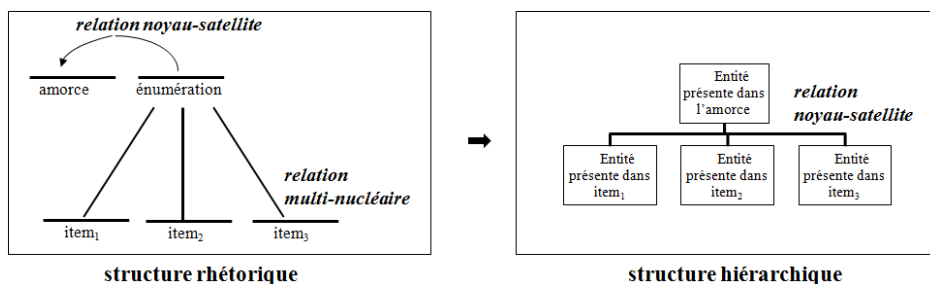 relation noyau-satellite
amorce
énumération
relation
multi-nucléaire
item₁
item₂
item₃
structure rhétorique
Entité
présente dans
l'amorce
relation
noyau-satellite
Entité
présente dans
item₁
Entité
présente dans
item₂
Entité
présente dans
item₃
structure hiérarchique